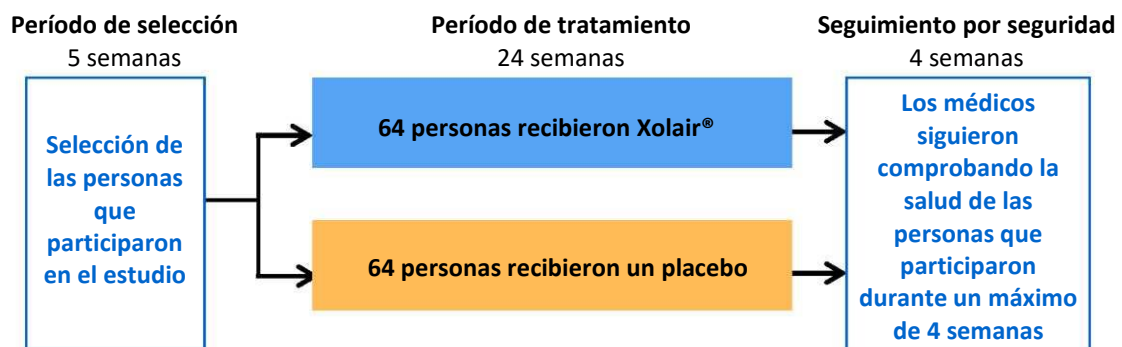 Período de selección
5 semanas
Período de tratamiento
24 semanas
Seguimiento por seguridad
4 semanas
Selección de
las personas
que
participaron
en el estudio
64 personas recibieron Xolair®
64 personas recibieron un placebo
Los médicos
siguieron
comprobando la
salud de las
personas que
participaron
durante un máximo
de 4 semanas